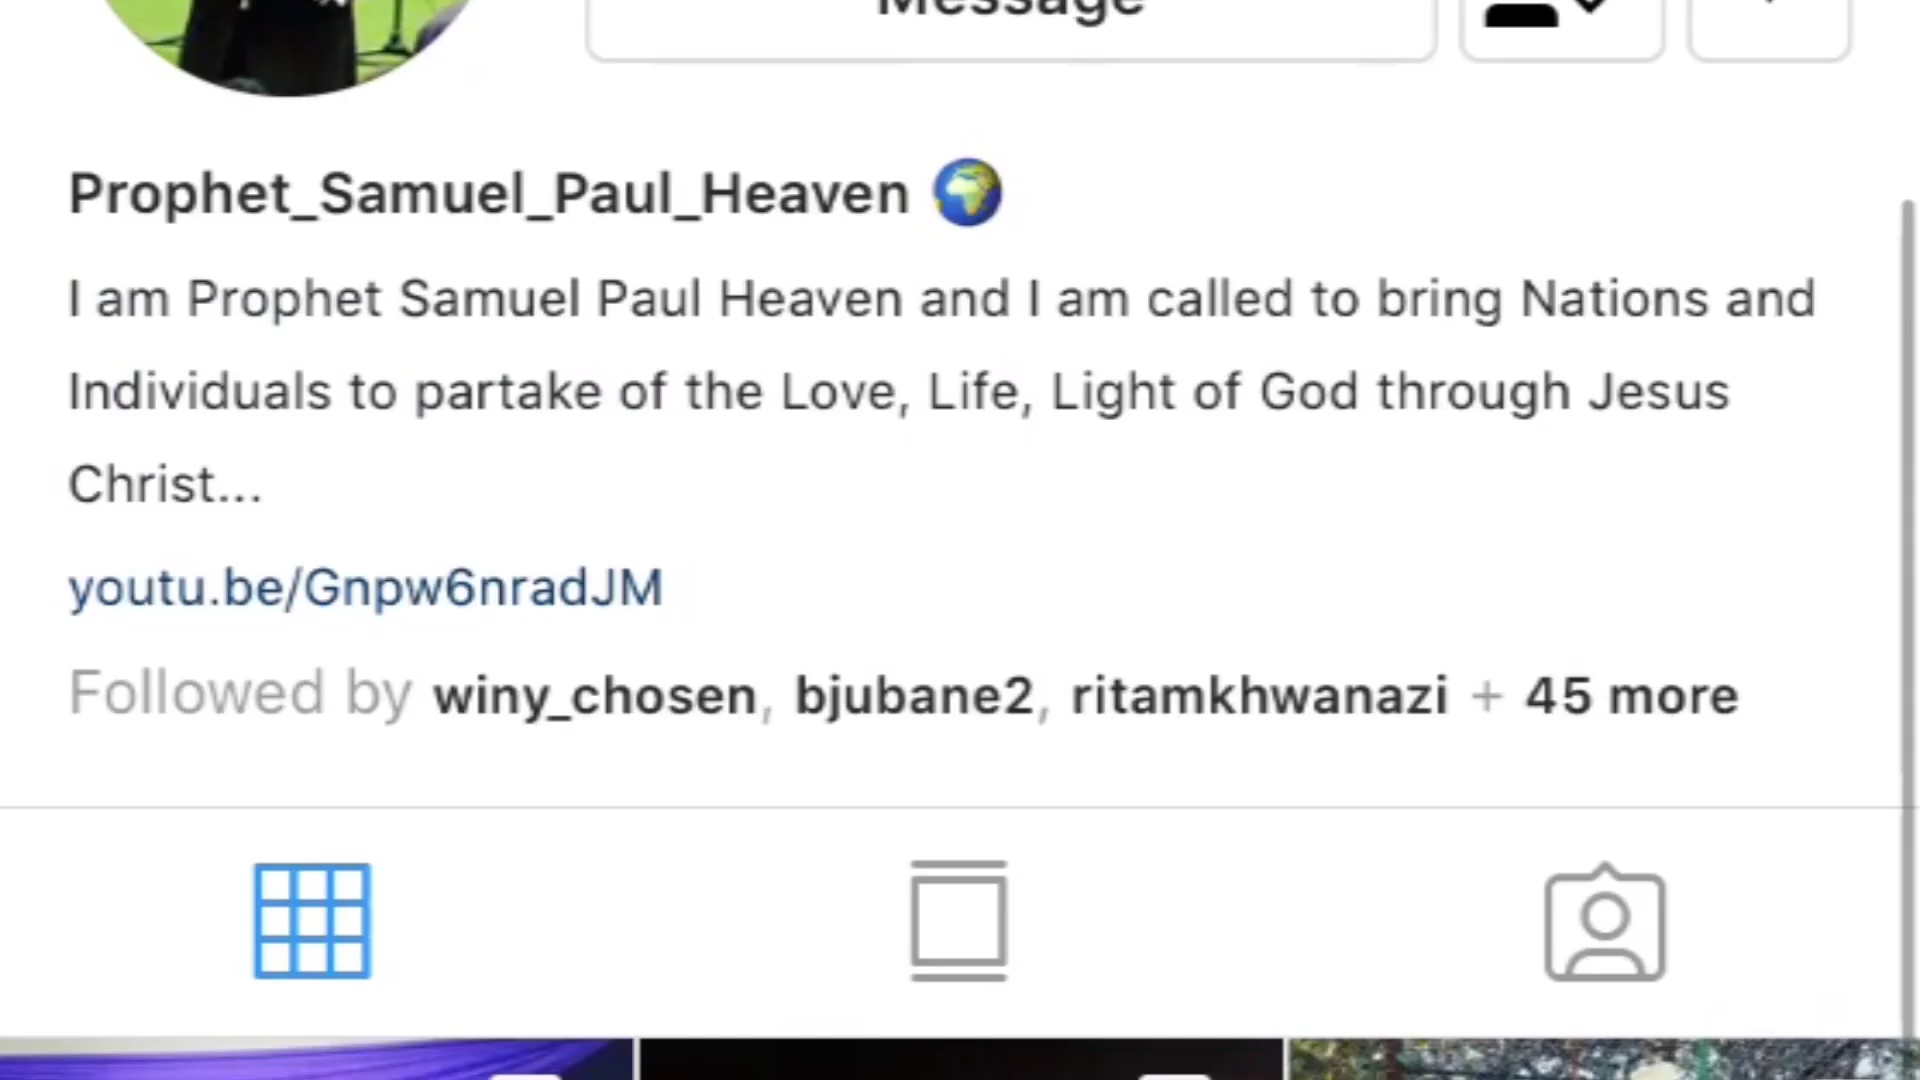 Message
Prophet_Samuel_Paul_Heaven
I am Prophet Samuel Paul Heaven and I am called to bring Nations and
Individuals to partake of the Love, Life, Light of God through Jesus
Christ...
youtu.be/Gnpw6nradJM
Followed by winy_chosen, bjubane2, ritamkhwanazi + 45 more